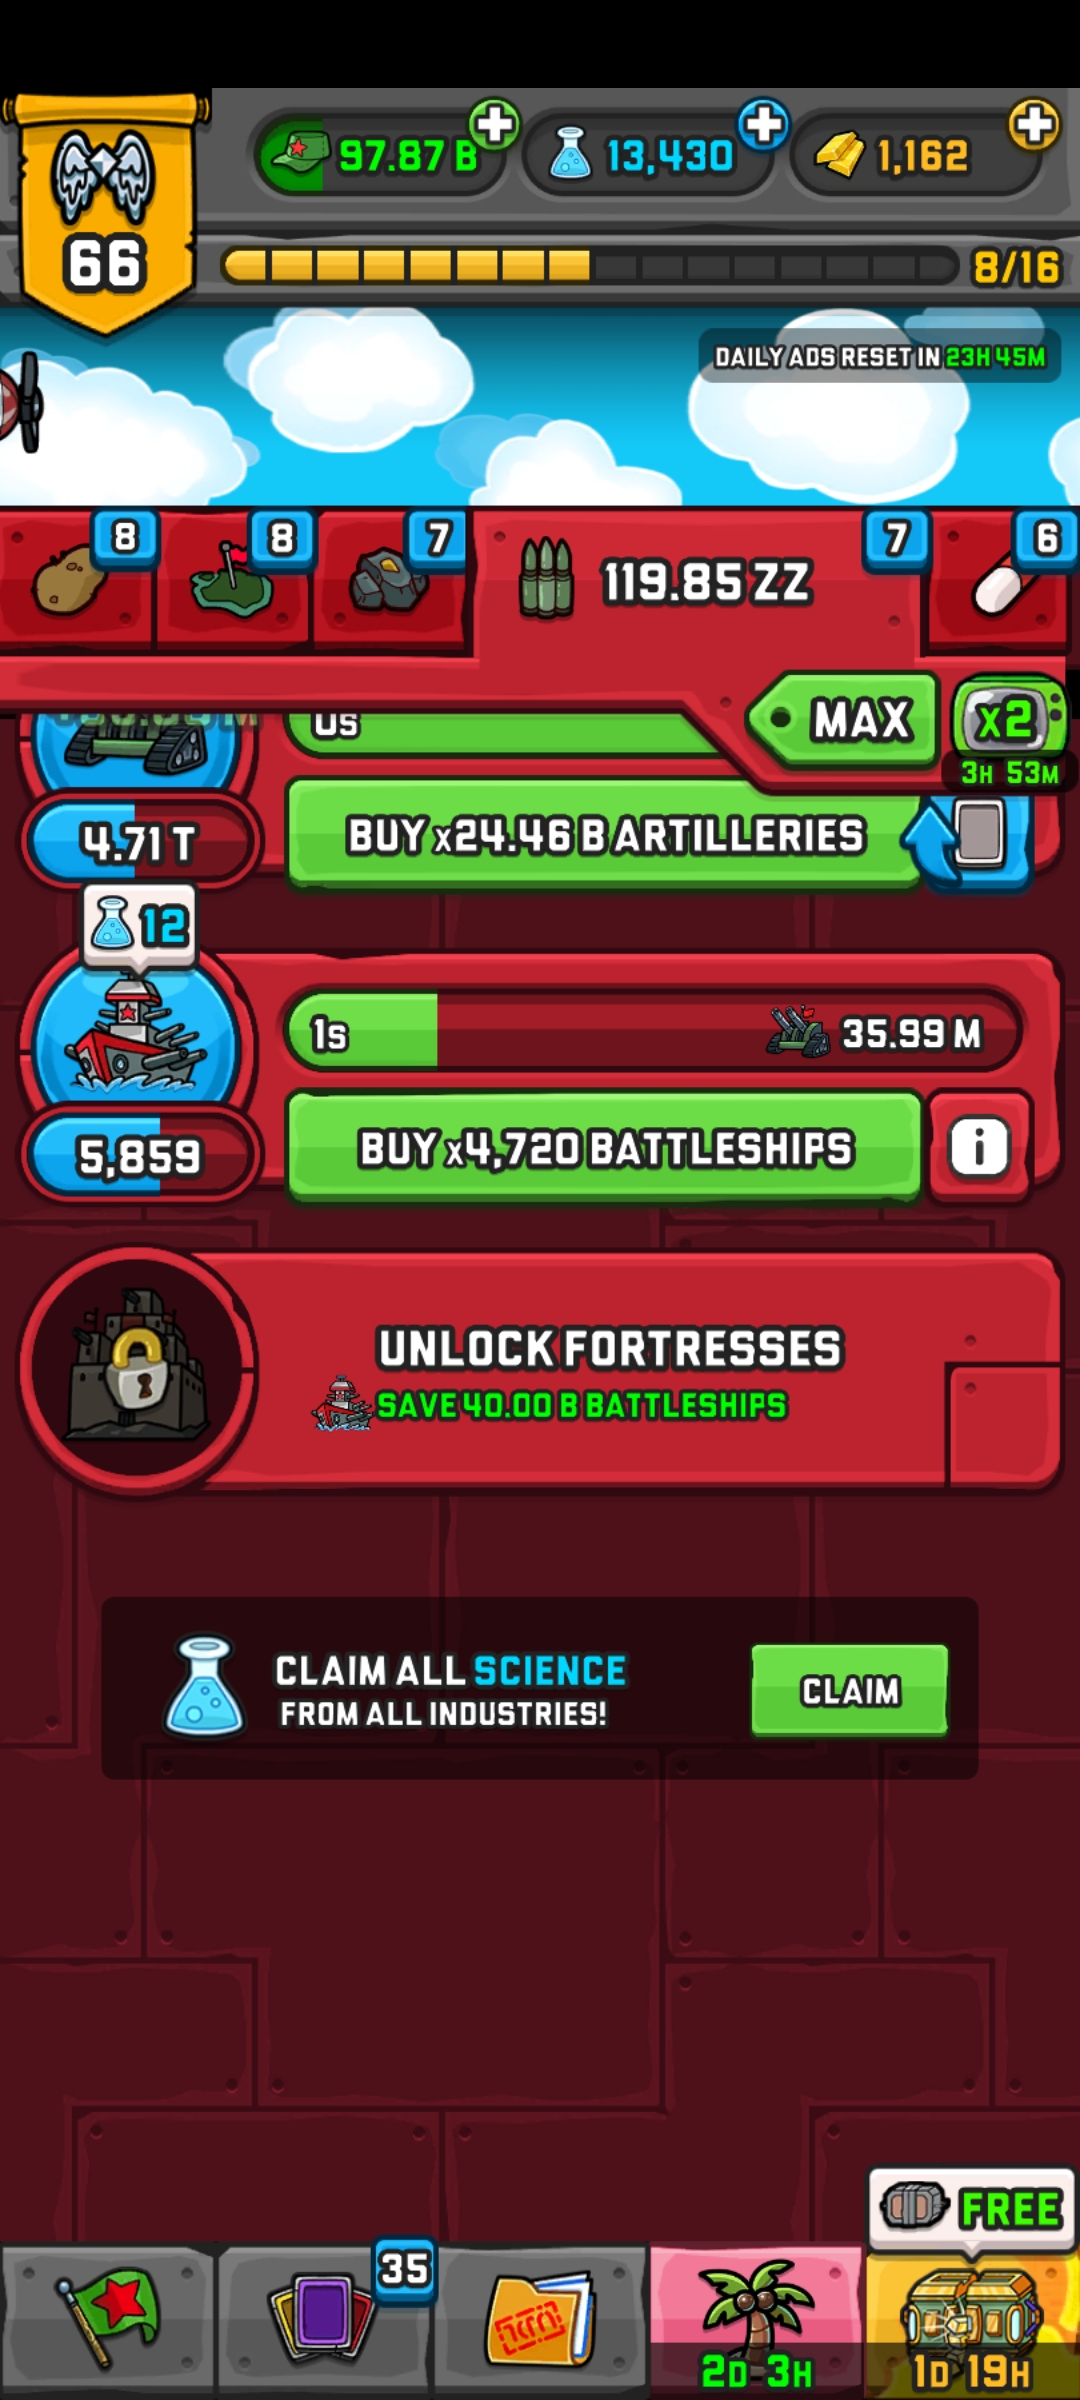 66
97.87 B
13,430
1,162
8/16
DAILY ADS RESET IN 23H 45M
8
8
7
119.85 ZZ
7
6
MAX
x2
3H 53M
0s
4.71 T
BUY x24.46 B ARTILLERIES
12
1s
35.99 M
5,859
BUY x4,720 BATTLESHIPS
i
UNLOCK FORTRESSES
SAVE 40.00 B BATTLESHIPS
CLAIM ALL SCIENCE
FROM ALL INDUSTRIES!
CLAIM
FREE
35
2D 3H
1D 19H